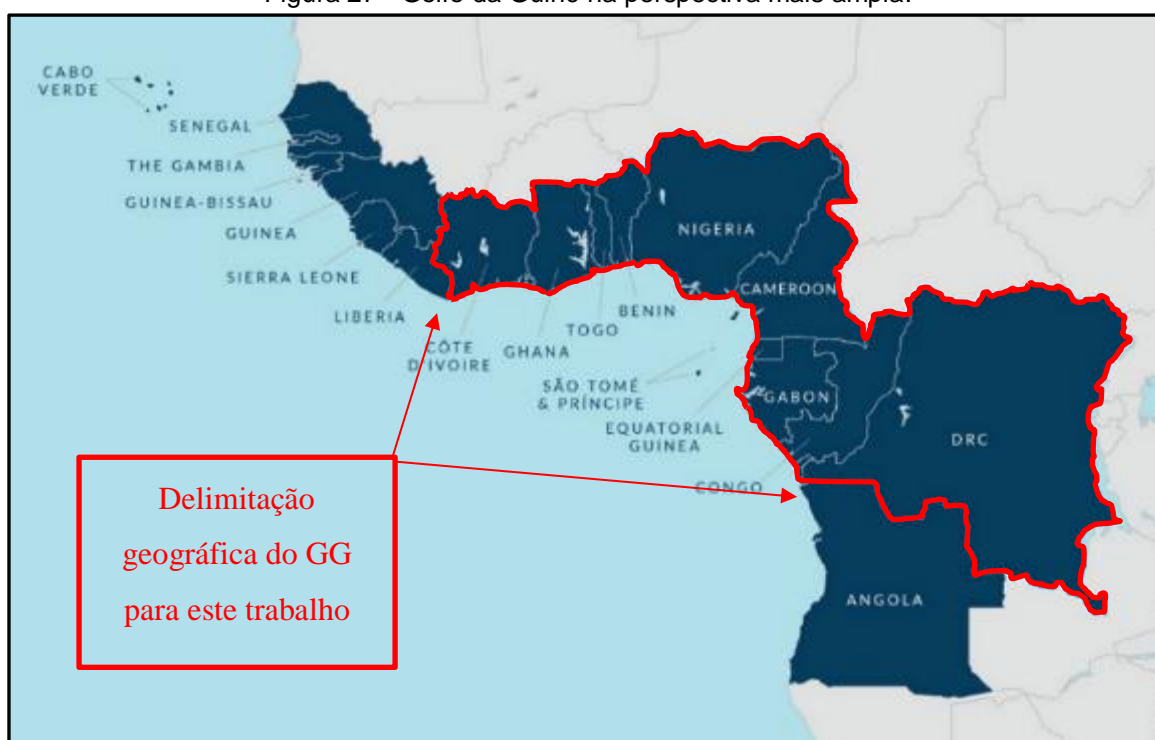 CABO
VERDE
SENEGAL
THE GAMBIA
GUINEA-BISSAU
GUINEA
SIERRA LEONE
LIBERIA
CÔTE
D'IVOIRE
GHANA
TOGO
BENIN
NIGERIA
CAMEROON
SÃO TOMÉ
& PRÍNCIPE
EQUATORIAL
GUINEA
GABON
CONGO
DRC
ANGOLA
Delimitação
geográfica do GG
para este trabalho